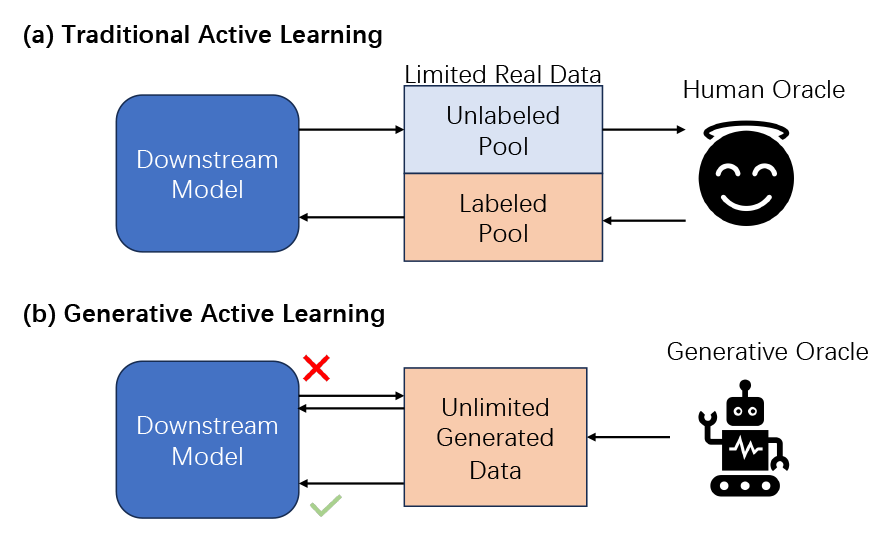 (a) Traditional Active Learning
Limited Real Data
Human Oracle
Downstream
Model
Unlabeled
Pool
Labeled
Pool
(b) Generative Active Learning
Generative Oracle
Downstream
Model
Unlimited
Generated
Data